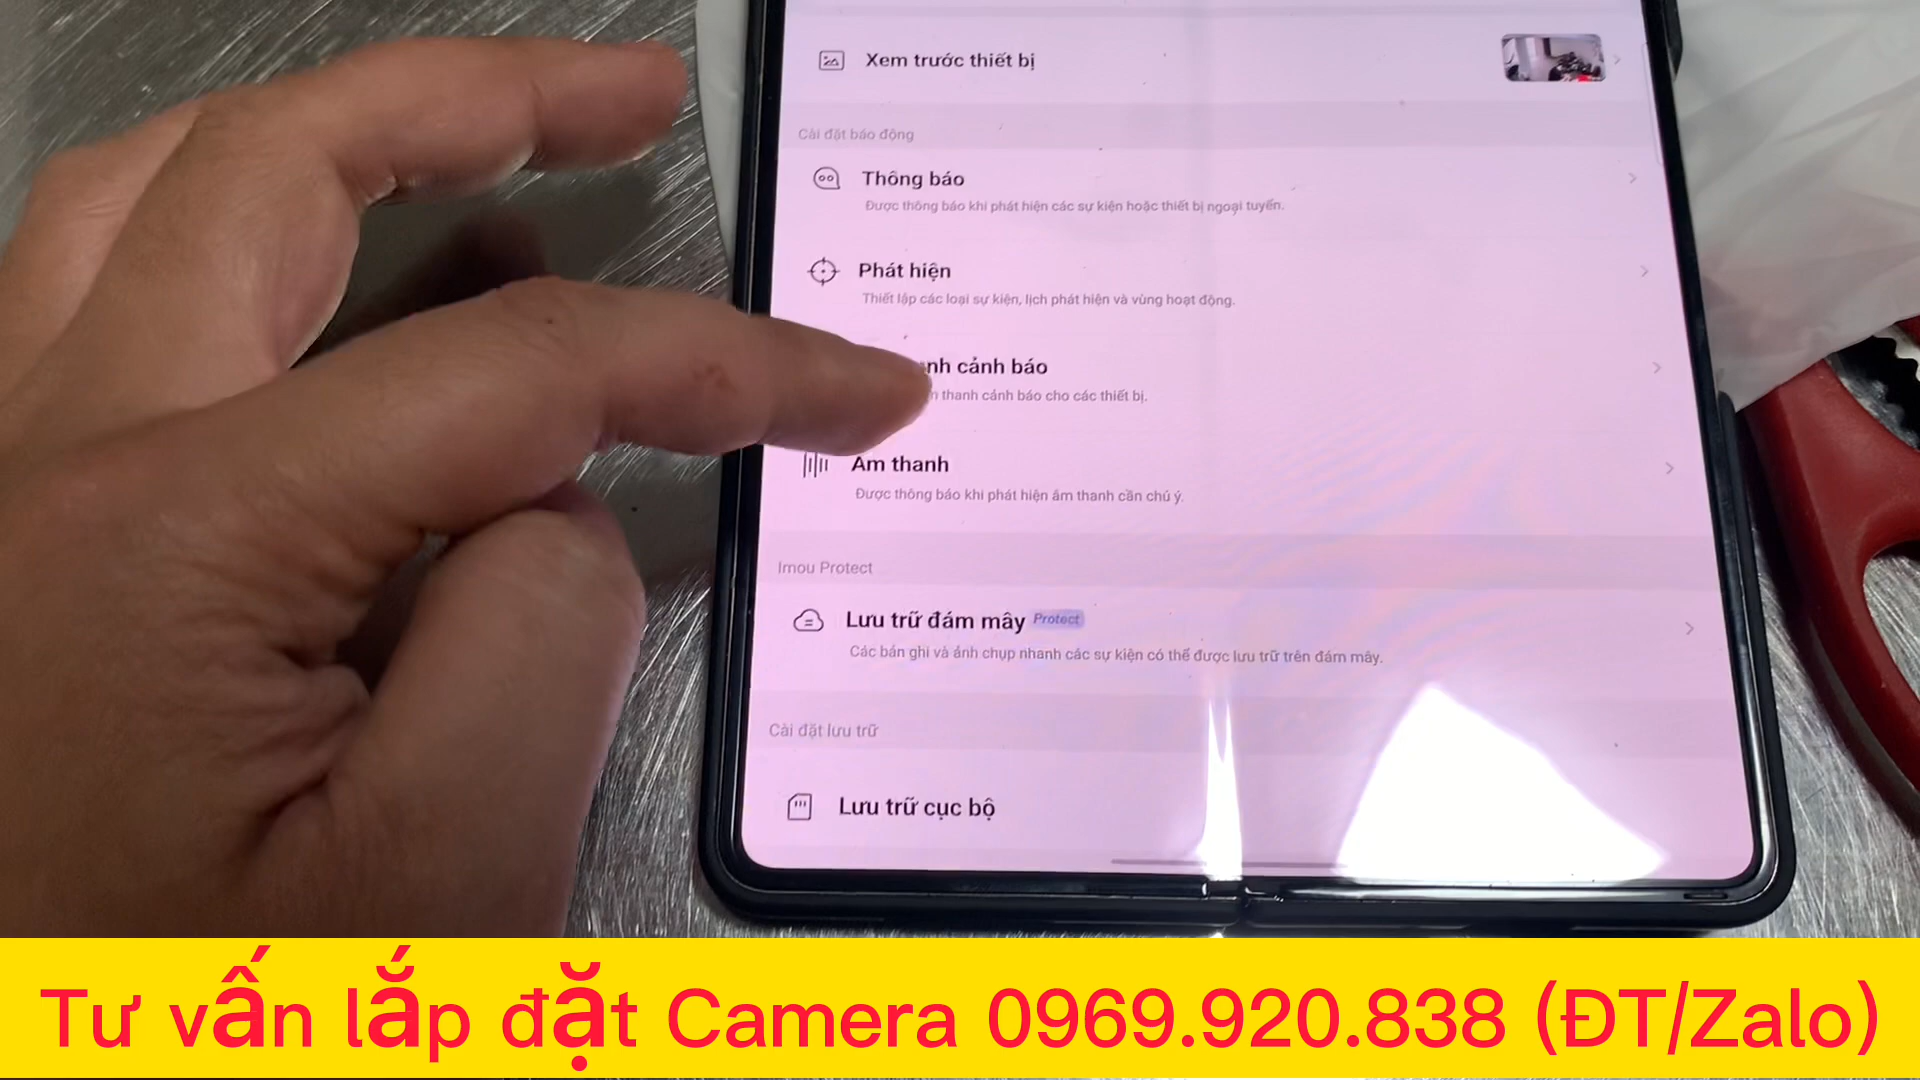 Xem trước thiết bị
Cài đặt báo động
Thông báo
Được thông báo khi phát hiện các sự kiện hoặc thiết bị ngoại tuyến.
Phát hiện
Thiết lập các loại sự kiện, lịch phát hiện và vùng hoạt động.
cảnh báo
thanh cảnh báo cho các thiết bị.
Âm thanh
Được thông báo khi phát hiện âm thanh cần chú ý.
Imou Protect
Lưu trữ đám mây Protect
Các bản ghi và ảnh chụp nhanh các sự kiện có thể được lưu trữ trên đám mây.
Cài đặt lưu trữ
Lưu trữ cục bộ
Tư vấn lắp đặt Camera 0969.920.838 (ĐT/Zalo)